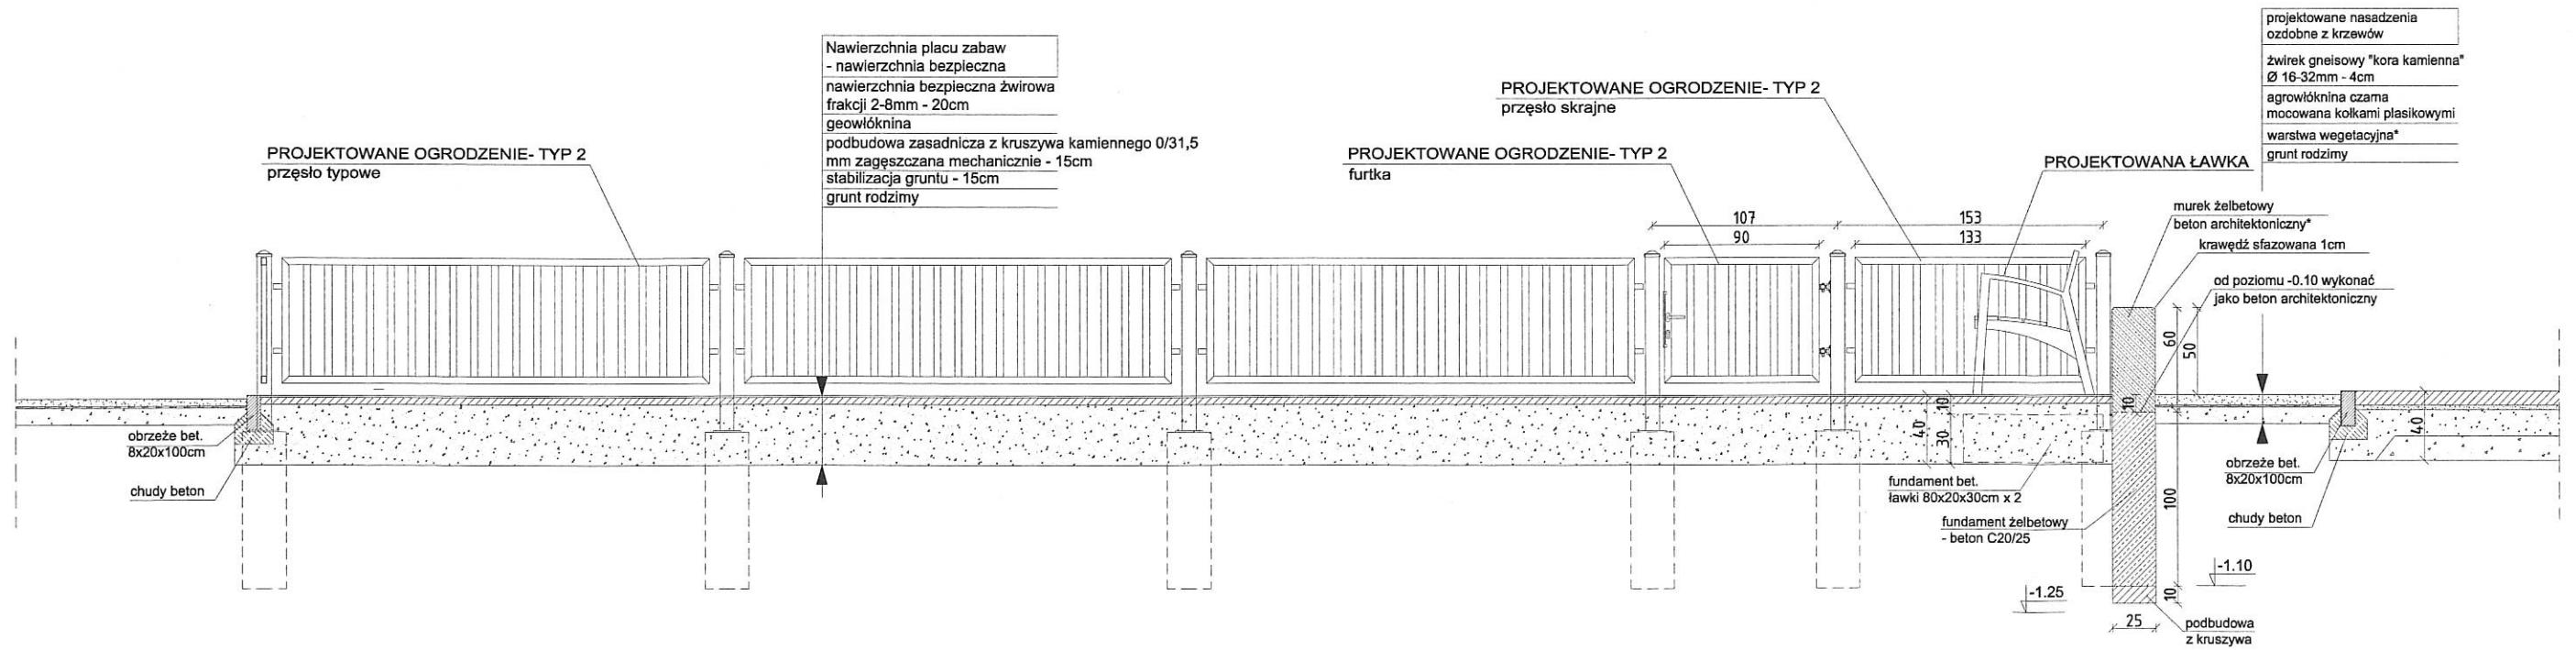 Nawierzchnia placu zabaw
- nawierzchnia bezpieczna
nawierzchnia bezpieczna żwirowa
frakcji 2-8mm - 20cm
geowłóknina
podbudowa zasadnicza z kruszywa kamiennego 0/31,5
mm zagęszczana mechanicznie - 15cm
stabilizacja gruntu - 15cm
grunt rodzimy
PROJEKTOWANE OGRODZENIE- TYP 2
przęsło typowe
PROJEKTOWANE OGRODZENIE- TYP 2
przęsło skrajne
PROJEKTOWANE OGRODZENIE- TYP 2
furtka
PROJEKTOWANA ŁAWKA
projektowane nasadzenia
ozdobne z krzewów
żwirek gneisowy "kora kamienna"
Ø 16-32mm - 4cm
agrowłóknina czarna
mocowana kołkami plasikowymi
warstwa wegetacyjna*
grunt rodzimy
murek żelbetowy
beton architektoniczny*
krawędź sfazowana 1cm
od poziomu -0.10 wykonać
jako beton architektoniczny
107
153
90
133
60
50
10
10
40
30
40
100
10
25
obrzeże bet.
8x20x100cm
chudy beton
fundament bet.
ławki 80x20x30cm x 2
fundament żelbetowy
- beton C20/25
obrzeże bet.
8x20x100cm
chudy beton
-1.10
-1.25
podbudowa
z kruszywa